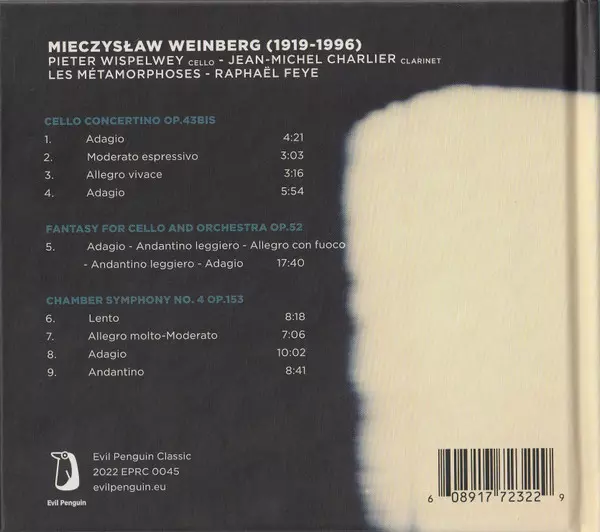 MIECZYSŁAW WEINBERG (1919-1996)
PIETER WISPELWEY CELLO - JEAN-MICHEL CHARLIER CLARINET
LES MÉTAMORPHOSES - RAPHAËL FEYE
CELLO CONCERTINO OP.43BIS
1. Adagio 4:21
2. Moderato espressivo 3:03
3. Allegro vivace 3:16
4. Adagio 5:54
FANTASY FOR CELLO AND ORCHESTRA OP.52
5. Adagio - Andantino leggiero - Allegro con fuoco
- Andantino leggiero - Adagio 17:40
CHAMBER SYMPHONY NO. 4 OP.153
6. Lento 8:18
7. Allegro molto-Moderato 7:06
8. Adagio 10:02
9. Andantino 8:41
Evil Penguin Classic
2022 EPRC 0045
evilpenguin.eu
Evil Penguin
6 08917 72322 9